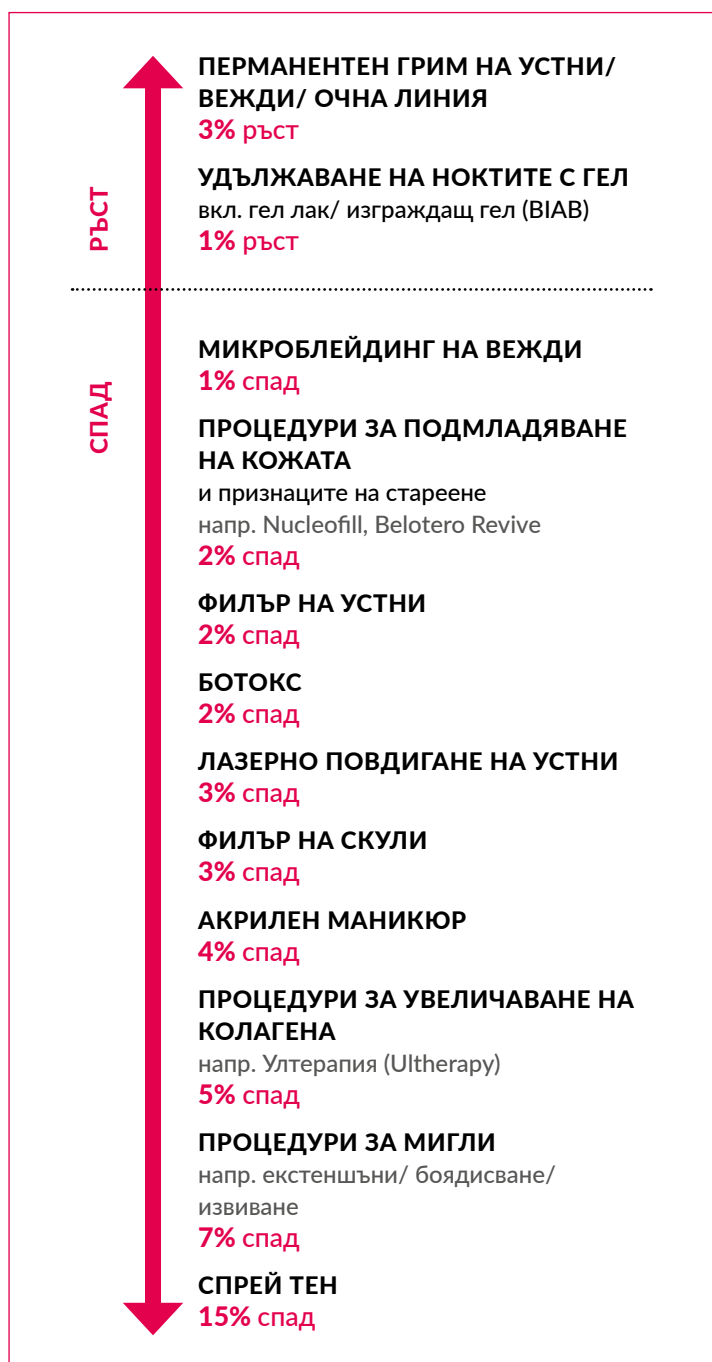 ПЕРМАНЕНТЕН ГРИМ НА УСТНИ/
ВЕЖДИ/ ОЧНА ЛИНИЯ
3% ръст
УДЪЛЖАВАНЕ НА НОКТИТЕ С ГЕЛ
вкл. гел лак/ изграждащ гел (BIAB)
1% ръст
РЪСТ
СПАД
МИКРОБЛЕЙДИНГ НА ВЕЖДИ
1% спад
ПРОЦЕДУРИ ЗА ПОДМЛАДЯВАНЕ
НА КОЖАТА
и признаците на стареене
напр. Nucleofill, Belotero Revive
2% спад
ФИЛЪР НА УСТНИ
2% спад
БОТОКС
2% спад
ЛАЗЕРНО ПОВДИГАНЕ НА УСТНИ
3% спад
ФИЛЪР НА СКУЛИ
3% спад
АКРИЛЕН МАНИКЮР
4% спад
ПРОЦЕДУРИ ЗА УВЕЛИЧАВАНЕ НА
КОЛАГЕНА
напр. Ултерапия (Ultherapy)
5% спад
ПРОЦЕДУРИ ЗА МИГЛИ
напр. екстеншъни/ боядисване/
извиване
7% спад
СПРЕЙ ТЕН
15% спад